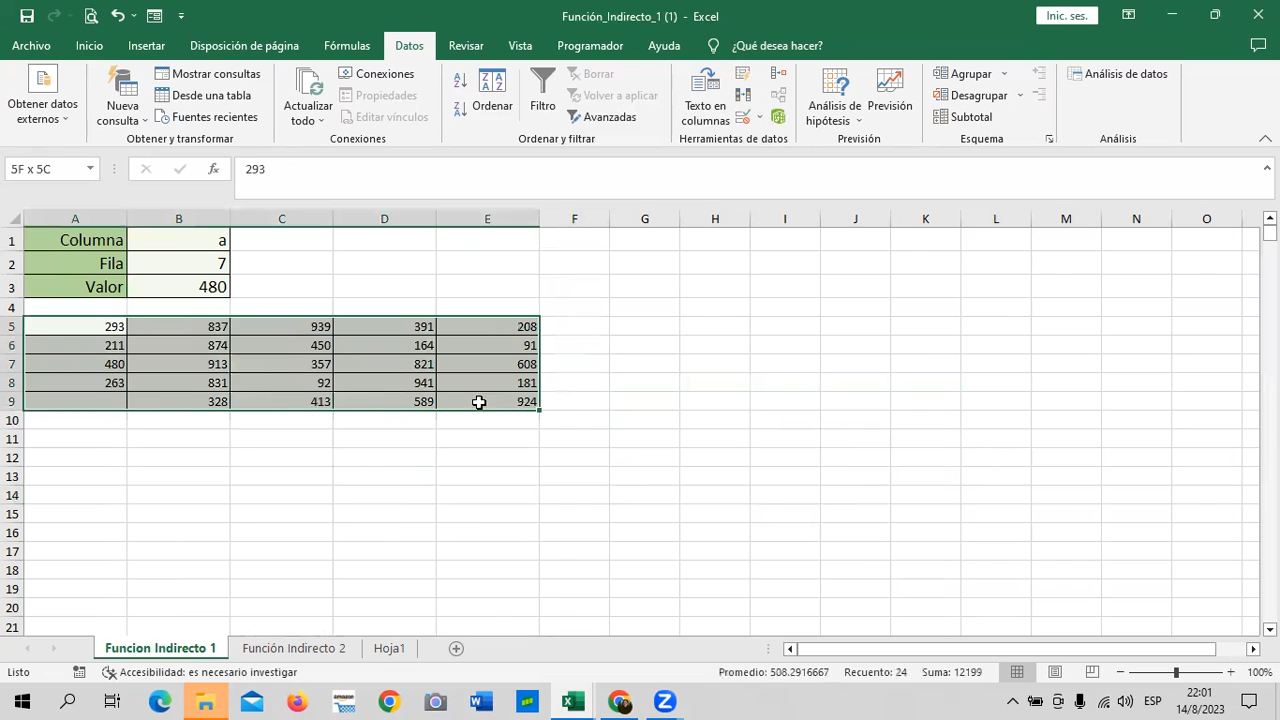 Función_Indirecto_1 (1) - Excel
Inic. ses.
Archivo Inicio Insertar Disposición de página Fórmulas Datos Revisar Vista Programador Ayuda ¿Qué desea hacer?
Obtener datos externos
Nueva consulta
Mostrar consultas
Desde una tabla
Fuentes recientes
Obtener y transformar
Actualizar todo
Conexiones
Propiedades
Editar vínculos
Conexiones
Ordenar
Filtro
Borrar
Volver a aplicar
Avanzadas
Ordenar y filtrar
Texto en columnas
Herramientas de datos
Análisis de hipótesis
Previsión
Previsión
Agrupar
Desagrupar
Subtotal
Esquema
Análisis de datos
Análisis
5F x 5C fx 293
A B C D E F G H I J K L M N O
1 Columna a
2 Fila 7
3 Valor 480
4
5 293 837 939 391 208
6 211 874 450 164 91
7 480 913 357 821 608
8 263 831 92 941 181
9 328 413 589 924
10
11
12
13
14
15
16
17
18
19
20
21
Funcion Indirecto 1 Función Indirecto 2 Hoja1
Listo Accesibilidad: es necesario investigar Promedio: 508.2916667 Recuento: 24 Suma: 12199 100%
ESP 22:01
14/8/2023